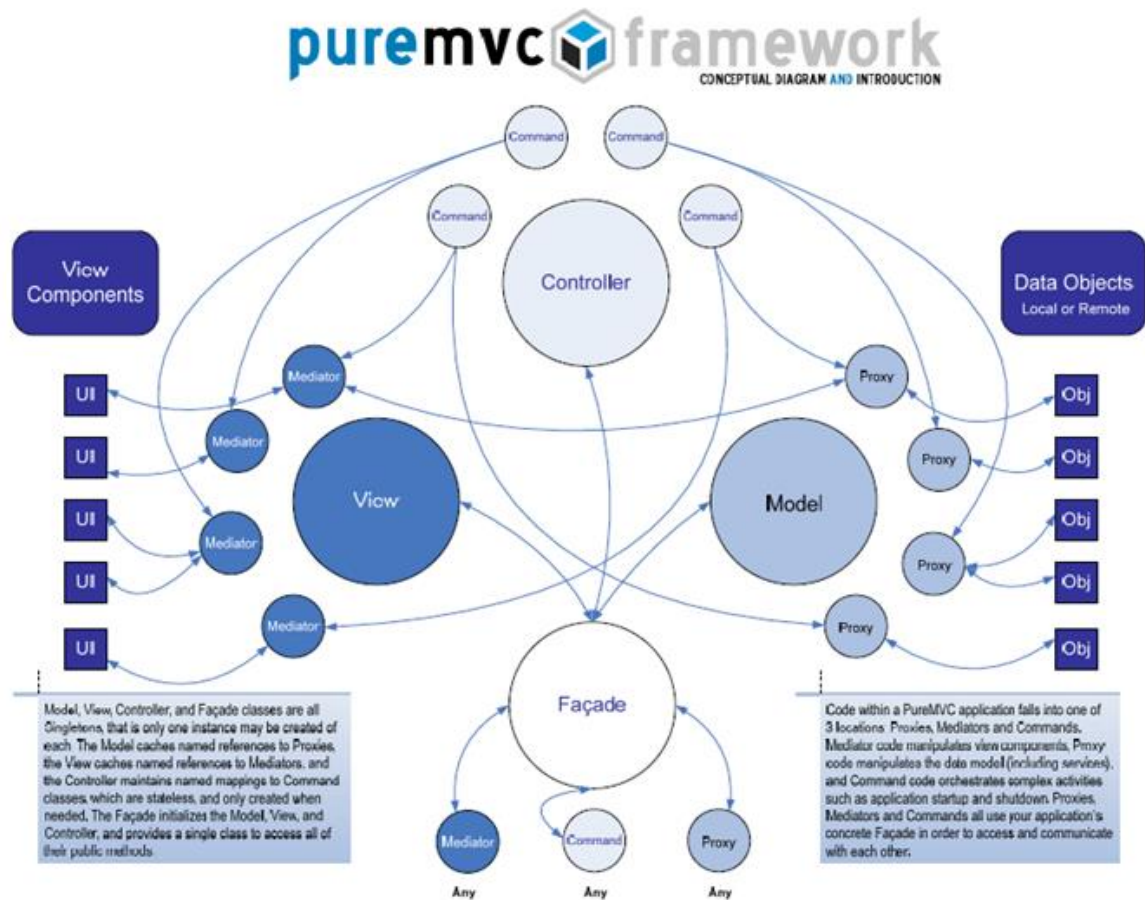 puremvc framework
CONCEPTUAL DIAGRAM AND INTRODUCTION
Command
Command
Command
Command
Controller
View
Components
Data Objects
Local or Remote
Mediator
Proxy
UI
Obj
Mediator
Proxy
UI
Obj
View
Model
UI
Obj
Mediator
Proxy
UI
Obj
Mediator
Proxy
UI
Obj
Façade
Model, View, Controller, and Façade classes are all
Singletons, that is only one instance may be created of
each. The Model caches named references to Proxies,
the View caches named references to Mediators, and
the Controller maintains named mappings to Command
classes, which are stateless, and only created when
needed. The Façade initializes the Model, View, and
Controller, and provides a single class to access all of
their public methods.
Code within a PureMVC application falls into one of
3 locations: Proxies, Mediators and Commands.
Mediator code manipulates view components, Proxy
code manipulates the data model (including services),
and Command code orchestrates complex activities
such as application startup and shutdown. Proxies,
Mediators and Commands all use your application's
concrete Façade in order to access and communicate
with each other.
Mediator
Command
Proxy
Any
Any
Any